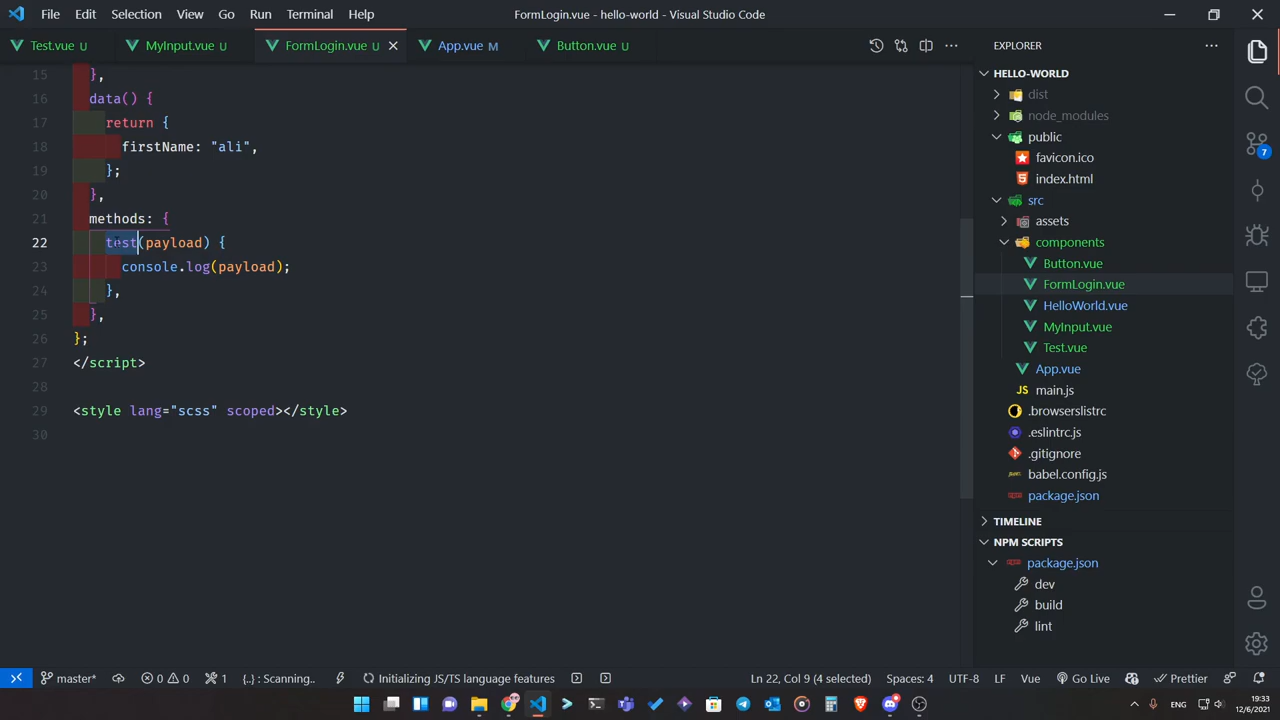 File Edit Selection View Go Run Terminal Help
FormLogin.vue - hello-world - Visual Studio Code
Test.vue U
MyInput.vue U
FormLogin.vue U
App.vue M
Button.vue U
15 },
16 data() {
17 return {
18 firstName: "ali",
19 };
20 },
21 methods: {
22 test(payload) {
23 console.log(payload);
24 },
25 },
26 };
27 </script>
28
29 <style lang="scss" scoped></style>
30
EXPLORER
HELLO-WORLD
dist
node_modules
public
favicon.ico
index.html
src
assets
components
Button.vue
FormLogin.vue
HelloWorld.vue
MyInput.vue
Test.vue
App.vue
JS main.js
.browserslistrc
.eslintrc.js
.gitignore
babel.config.js
package.json
TIMELINE
NPM SCRIPTS
package.json
dev
build
lint
7
master*
0 0
1
{..} : Scanning..
Initializing JS/TS language features
Ln 22, Col 9 (4 selected)
Spaces: 4
UTF-8
LF
Vue
Go Live
Prettier
ENG
19:33
12/6/2021